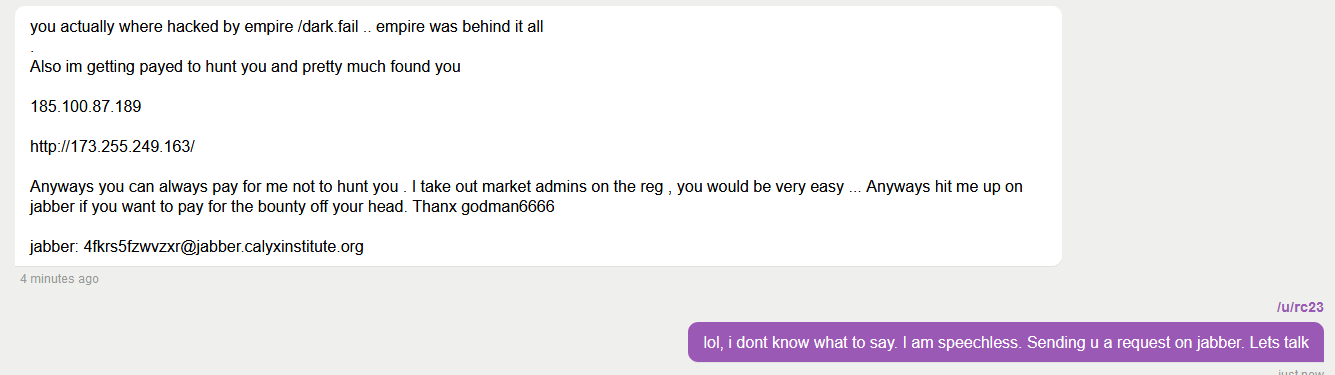 you actually where hacked by empire /dark.fail .. empire was behind it all
.
Also im getting payed to hunt you and pretty much found you
185.100.87.189
http://173.255.249.163/
Anyways you can always pay for me not to hunt you . I take out market admins on the reg , you would be very easy ... Anyways hit me up on
jabber if you want to pay for the bounty off your head. Thanx godman6666
jabber: 4fkrs5fzwvzxr@jabber.calyxinstitute.org
4 minutes ago
/u/rc23
lol, i dont know what to say. I am speechless. Sending u a request on jabber. Lets talk
just now